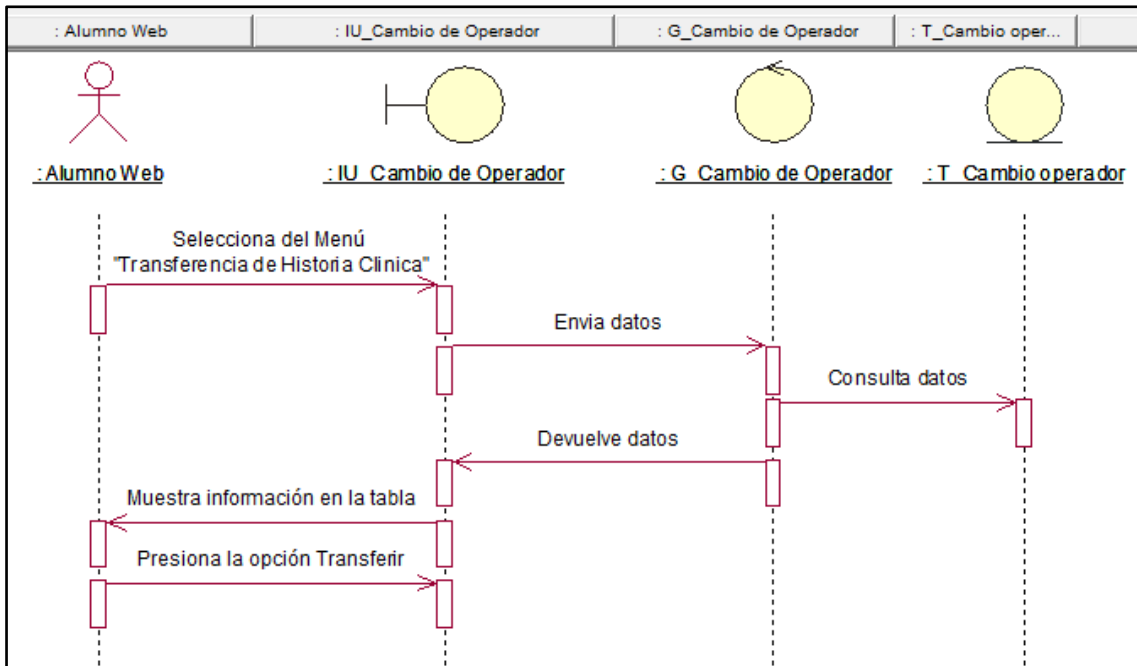 : Alumno Web
: IU_Cambio de Operador
: G_Cambio de Operador
: T_Cambio oper...
: Alumno Web
: IU_Cambio de Operador
: G_Cambio de Operador
: T_Cambio operador
Selecciona del Menú
"Transferencia de Historia Clinica"
Envia datos
Consulta datos
Devuelve datos
Muestra información en la tabla
Presiona la opción Transferir